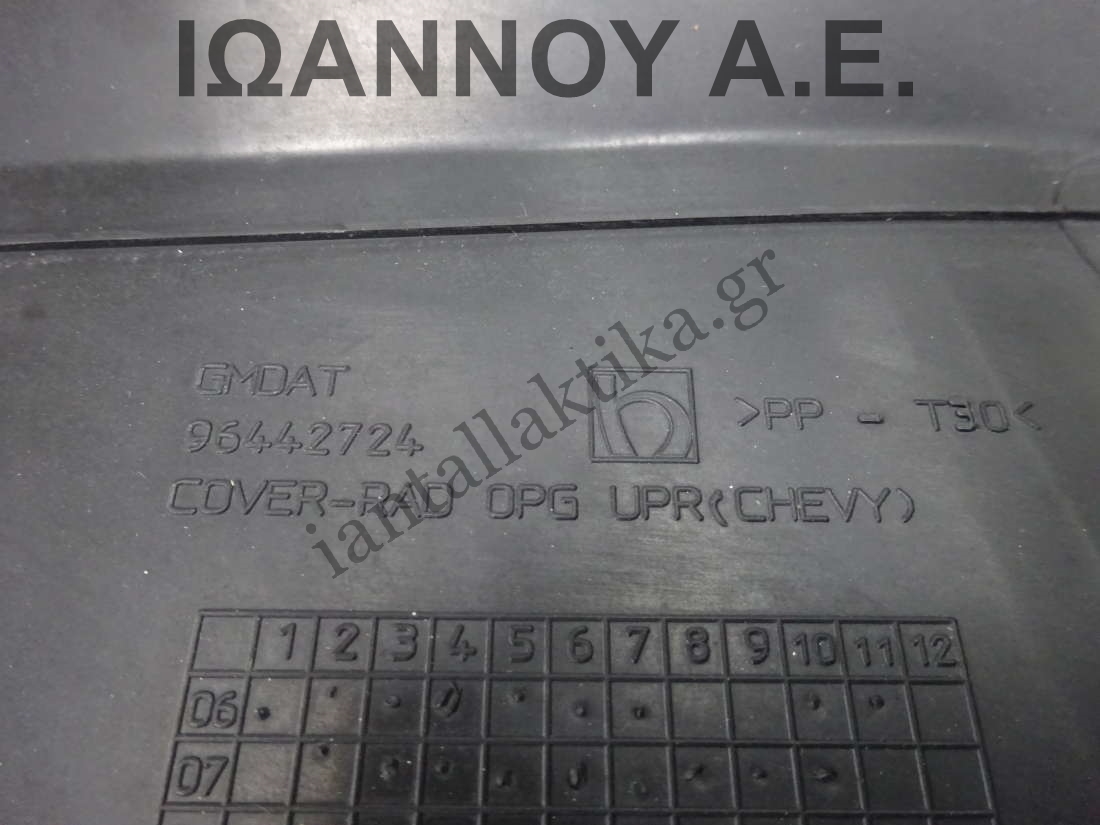 ΙΩΑΝΝΟΥ Α.Ε.
iantallaktika.gr
GMDAT
96442724
>PP - T30<
COVER-RAD OPG UPR(CHEVY)
1 2 3 4 5 6 7 8 9 10 11 12
06
07